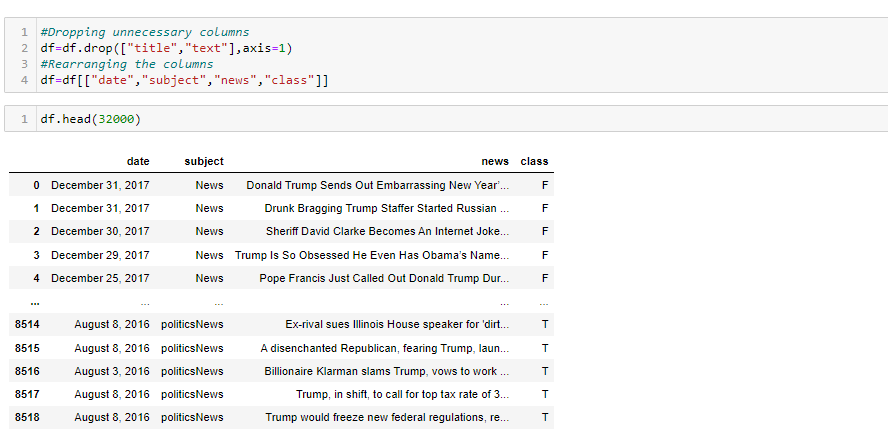 1 #Dropping unnecessary columns
2 df=df.drop(["title","text"],axis=1)
3 #Rearranging the columns
4 df=df[["date","subject","news","class"]]
1 df.head(32000)
date subject news class
0 December 31, 2017 News Donald Trump Sends Out Embarrassing New Year’... F
1 December 31, 2017 News Drunk Bragging Trump Staffer Started Russian ... F
2 December 30, 2017 News Sheriff David Clarke Becomes An Internet Joke... F
3 December 29, 2017 News Trump Is So Obsessed He Even Has Obama’s Name... F
4 December 25, 2017 News Pope Francis Just Called Out Donald Trump Dur... F
... ... ... ... ...
8514 August 8, 2016 politicsNews Ex-rival sues Illinois House speaker for 'dirt... T
8515 August 8, 2016 politicsNews A disenchanted Republican, fearing Trump, laun... T
8516 August 3, 2016 politicsNews Billionaire Klarman slams Trump, vows to work ... T
8517 August 8, 2016 politicsNews Trump, in shift, to call for top tax rate of 3... T
8518 August 8, 2016 politicsNews Trump would freeze new federal regulations, re... T